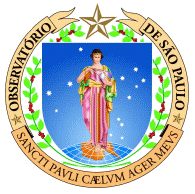 OBSERVATÓRIO
DE SÃO PAULO
SANCTI PAVLI CÆLVM AGER MEVS